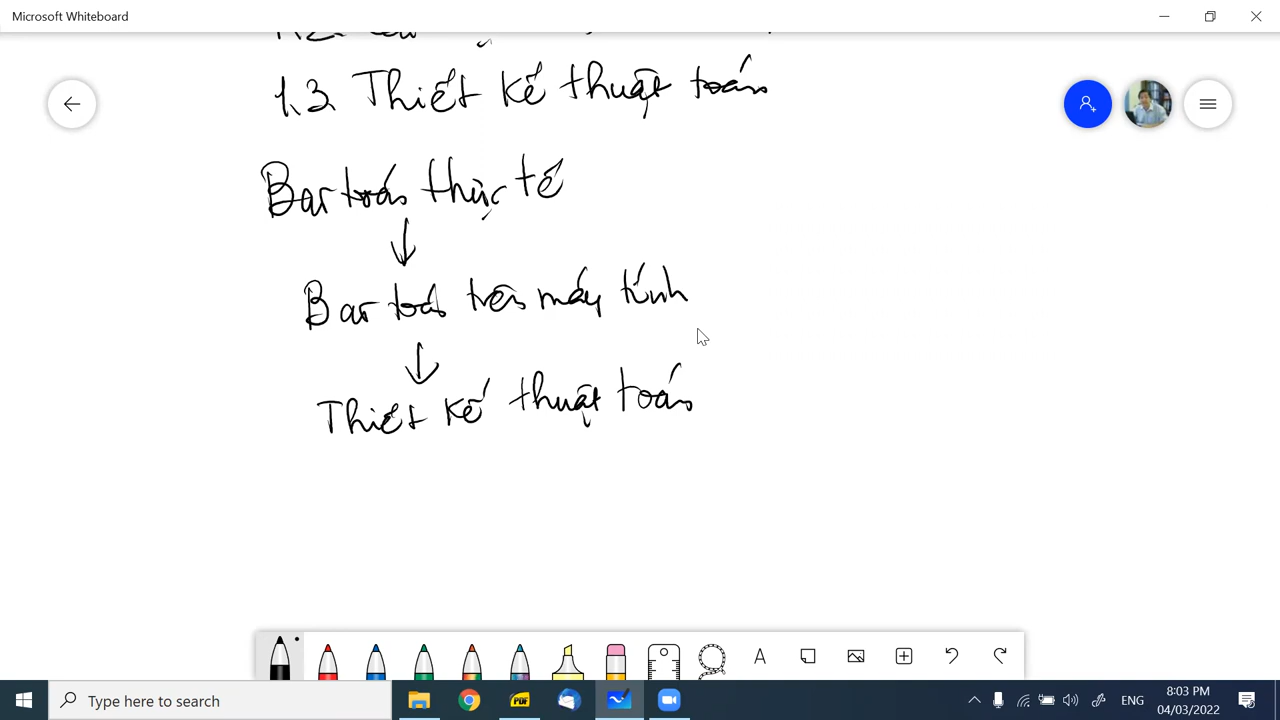 Microsoft Whiteboard
1.3 Thiết kế thuật toán
Bài toán thực tế
↓
Bài toán trên máy tính
↓
Thiết kế thuật toán
A
Type here to search
PDF
ENG
8:03 PM
04/03/2022